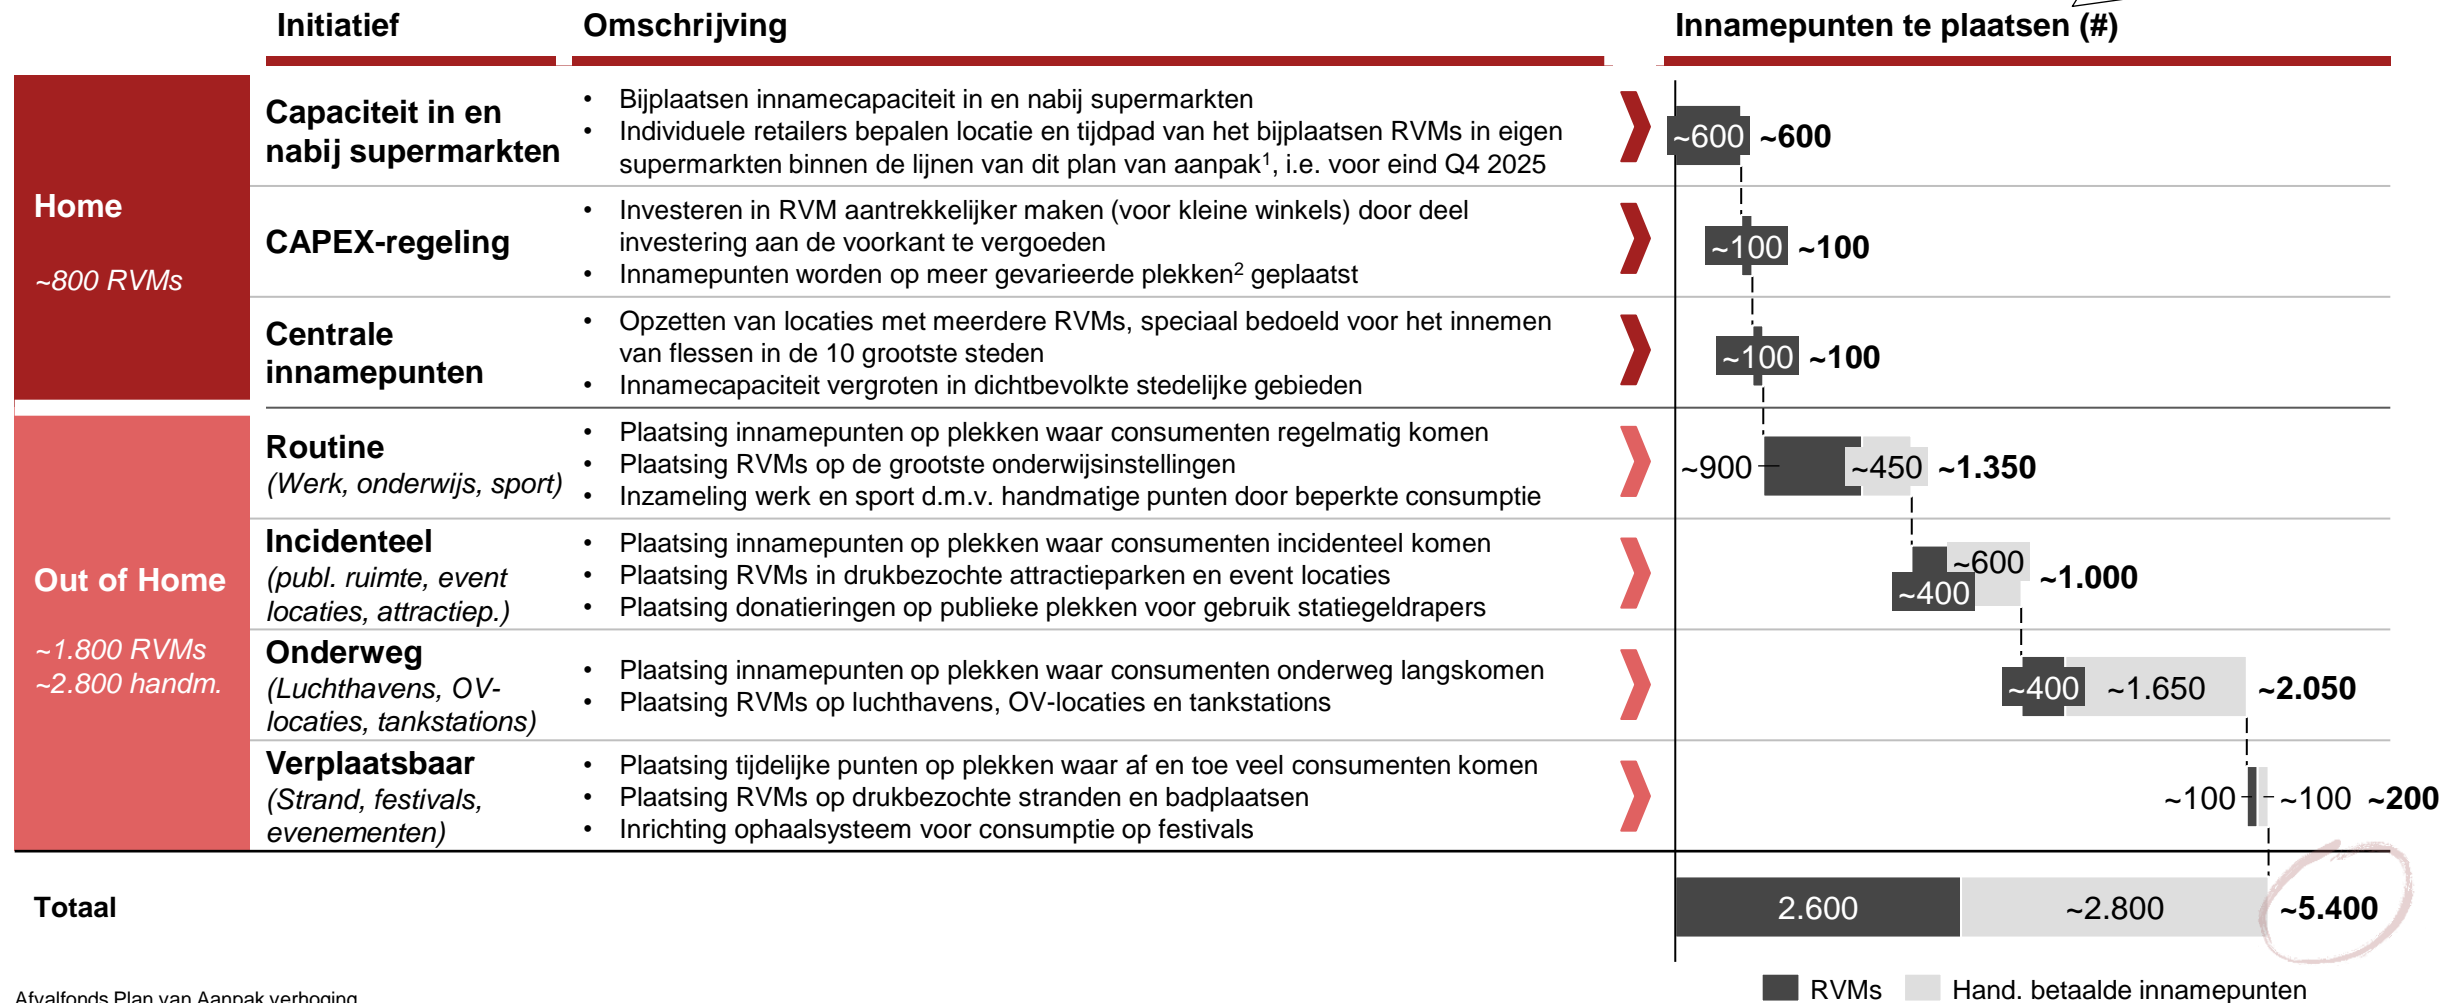 Initiatief
Omschrijving
Innamepunten te plaatsen (#)
Home
~800 RVMs
Capaciteit in en
nabij supermarkten
• Bijplaatsen innamecapaciteit in en nabij supermarkten
• Individuele retailers bepalen locatie en tijdpad van het bijplaatsen RVMs in eigen
supermarkten binnen de lijnen van dit plan van aanpak¹, i.e. voor eind Q4 2025
~600
~600
CAPEX-regeling
• Investeren in RVM aantrekkelijker maken (voor kleine winkels) door deel
investering aan de voorkant te vergoeden
• Innamepunten worden op meer gevarieerde plekken² geplaatst
~100
~100
Centrale
innamepunten
• Opzetten van locaties met meerdere RVMs, speciaal bedoeld voor het innemen
van flessen in de 10 grootste steden
• Innamecapaciteit vergroten in dichtbevolkte stedelijke gebieden
~100
~100
Out of Home
~1.800 RVMs
~2.800 handm.
Routine
(Werk, onderwijs, sport)
• Plaatsing innamepunten op plekken waar consumenten regelmatig komen
• Plaatsing RVMs op de grootste onderwijsinstellingen
• Inzameling werk en sport d.m.v. handmatige punten door beperkte consumptie
~900
~450
~1.350
Incidenteel
(publ. ruimte, event
locaties, attractiep.)
• Plaatsing innamepunten op plekken waar consumenten incidenteel komen
• Plaatsing RVMs in drukbezochte attractieparken en event locaties
• Plaatsing donatieringen op publieke plekken voor gebruik statiegeldrapers
~400
~600
~1.000
Onderweg
(Luchthavens, OV-
locaties, tankstations)
• Plaatsing innamepunten op plekken waar consumenten onderweg langskomen
• Plaatsing RVMs op luchthavens, OV-locaties en tankstations
~400
~1.650
~2.050
Verplaatsbaar
(Strand, festivals,
evenementen)
• Plaatsing tijdelijke punten op plekken waar af en toe veel consumenten komen
• Plaatsing RVMs op drukbezochte stranden en badplaatsen
• Inrichting ophaalsysteem voor consumptie op festivals
~100
~100
~200
Totaal
2.600
~2.800
~5.400
RVMs
Hand. betaalde innamepunten
Afvalfonds Plan van Aanpak verhoging